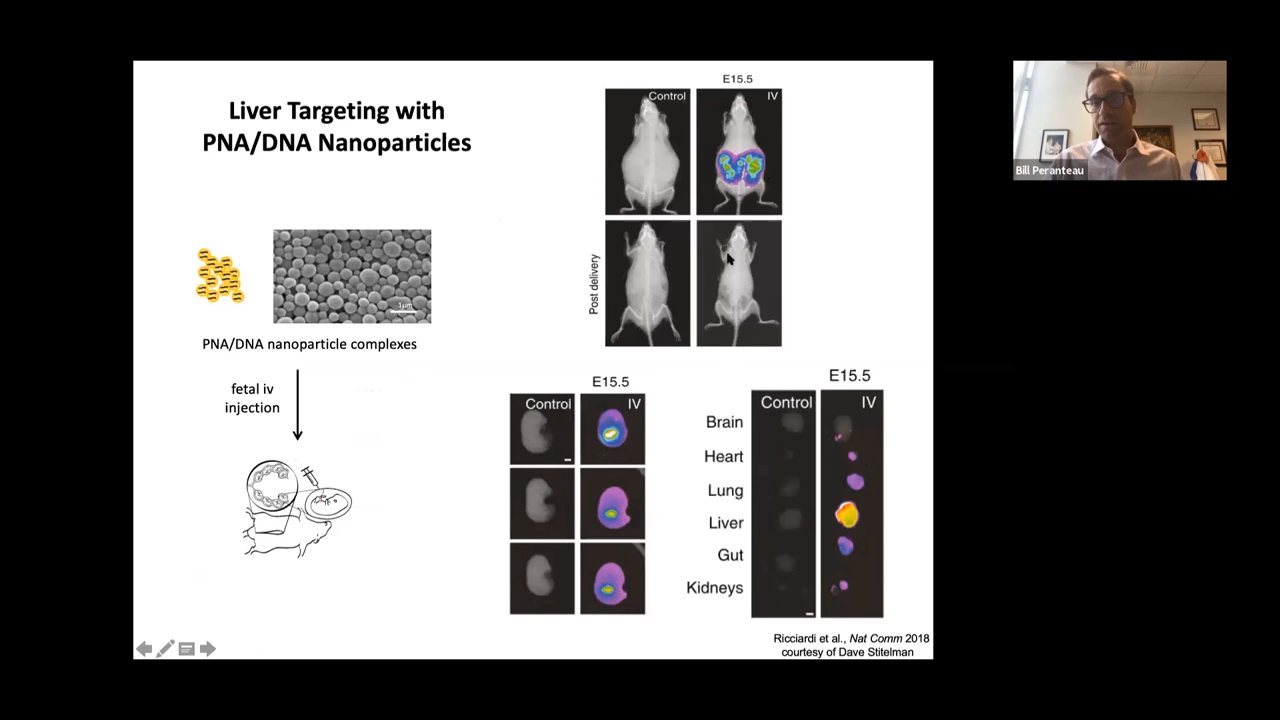 Liver Targeting with
PNA/DNA Nanoparticles
1μm
PNA/DNA nanoparticle complexes
fetal iv
injection
E15.5
Control
IV
Post delivery
E15.5
Control
IV
E15.5
Control
IV
Brain
Heart
Lung
Liver
Gut
Kidneys
Ricciardi et al., Nat Comm 2018
courtesy of Dave Stitelman
Bill Peranteau